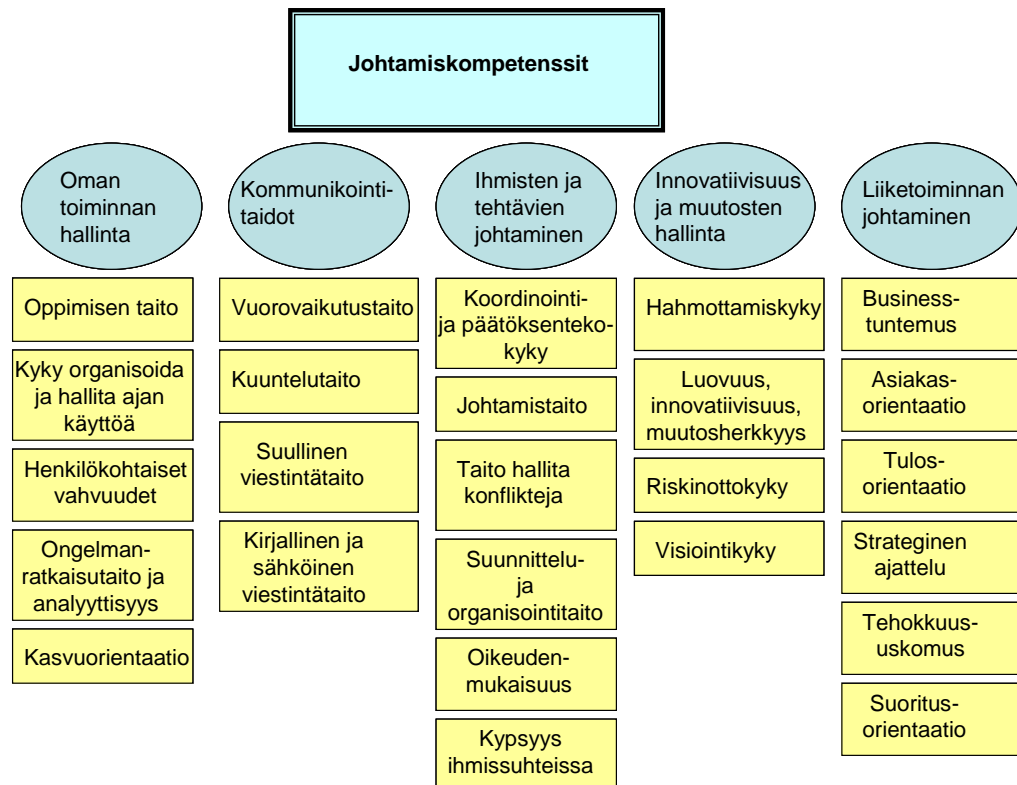 Johtamiskompetenssit
Oman
toiminnan
hallinta
Kommunikointi-
taidot
Ihmisten ja
tehtävien
johtaminen
Innovatiivisuus
ja muutosten
hallinta
Liiketoiminnan
johtaminen
Oppimisen taito
Kyky organisoida
ja hallita ajan
käyttöä
Henkilökohtaiset
vahvuudet
Ongelman-
ratkaisutaito ja
analyyttisyys
Kasvuorientaatio
Vuorovaikutustaito
Kuuntelutaito
Suullinen
viestintätaito
Kirjallinen ja
sähköinen
viestintätaito
Koordinointi-
ja päätöksenteko-
kyky
Johtamistaito
Taito hallita
konflikteja
Suunnittelu-
ja
organisointitaito
Oikeuden-
mukaisuus
Kypsyys
ihmissuhteissa
Hahmottamiskyky
Luovuus,
innovatiivisuus,
muutosherkkyys
Riskinottokyky
Visiointikyky
Business-
tuntemus
Asiakas-
orientaatio
Tulos-
orientaatio
Strateginen
ajattelu
Tehokkuus-
uskomus
Suoritus-
orientaatio